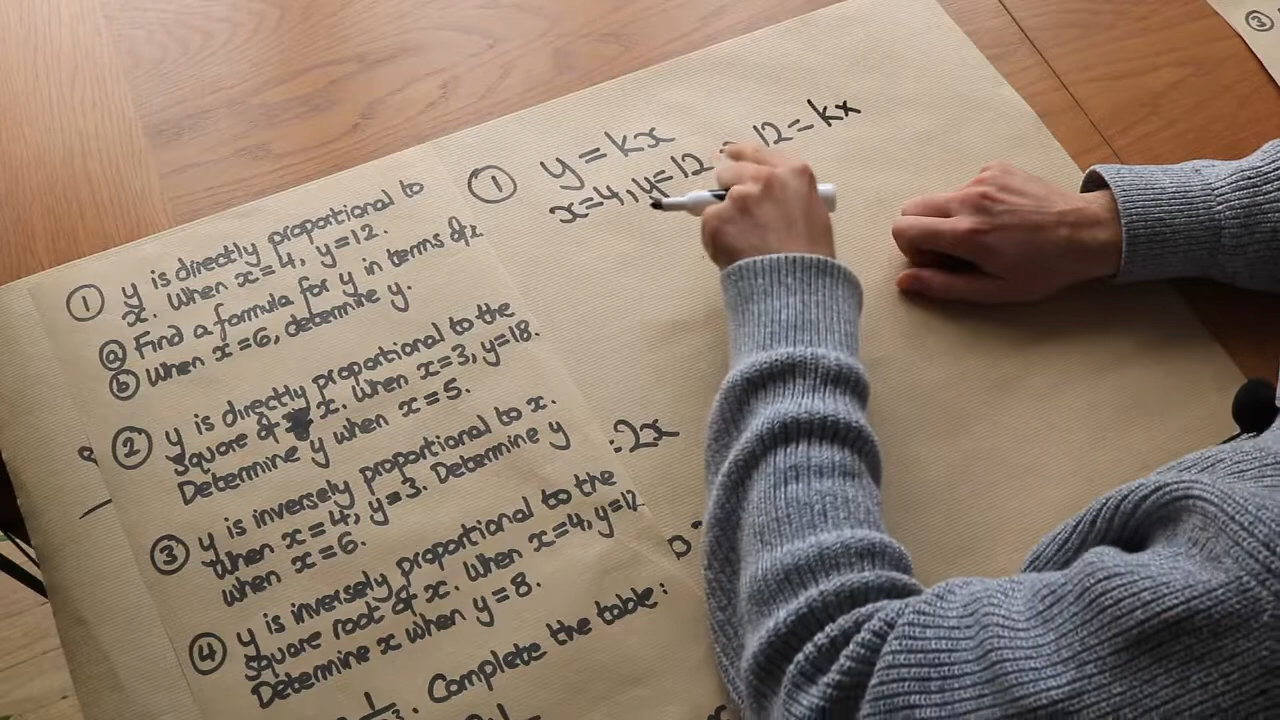 ① y is directly proportional to
x. When x=4, y=12.
ⓐ Find a formula for y in terms of x
ⓑ When x=6, determine y.
② y is directly proportional to the
square of x. When x=3, y=18.
Determine y when x=5.
③ y is inversely proportional to x.
When x=4, y=3. Determine y
when x=6.
④ y is inversely proportional to the
square root of x. When x=4, y=12
Determine x when y=8.
Complete the table:
① y=kx
x=4, y=12
12=kx
=2x
③